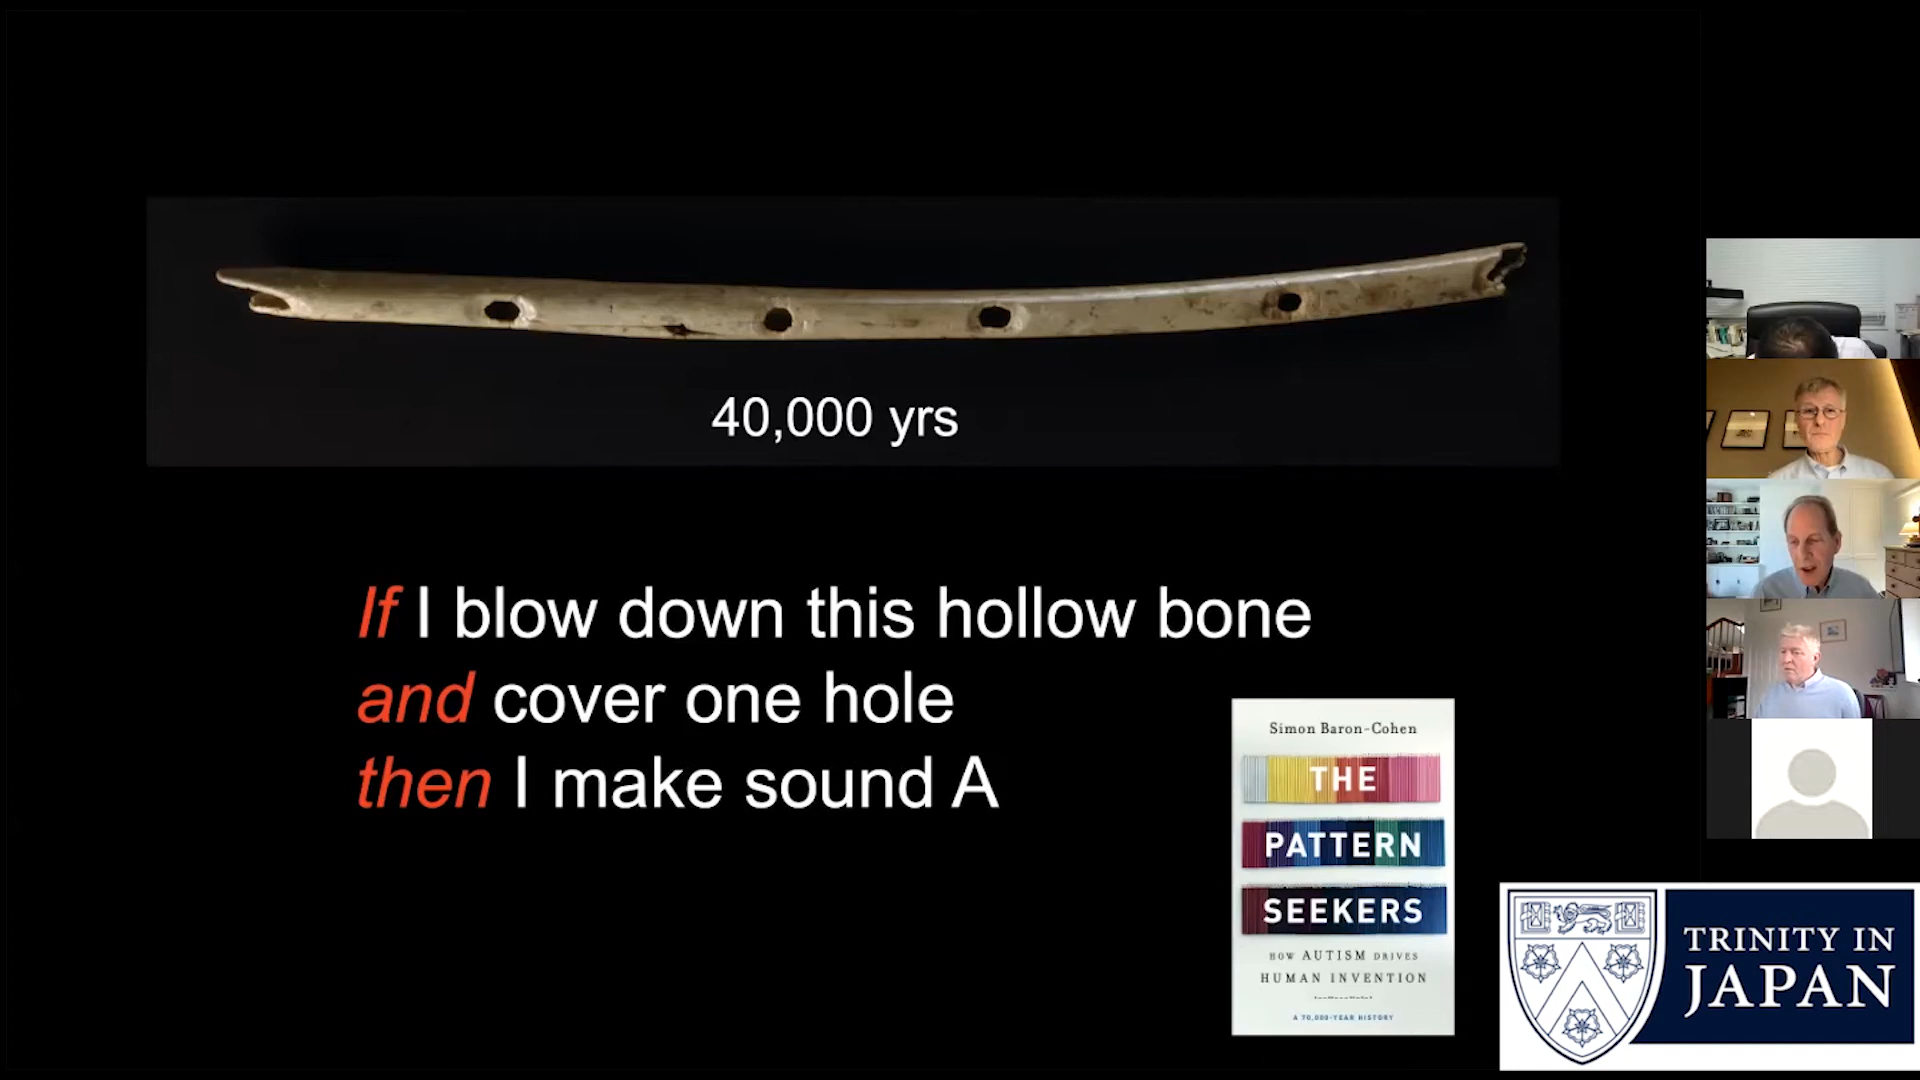 40,000 yrs
If I blow down this hollow bone
and cover one hole
then I make sound A
Simon Baron-Cohen
THE
PATTERN
SEEKERS
HOW AUTISM DRIVES
HUMAN INVENTION
A 70,000-YEAR HISTORY
TRINITY IN
JAPAN